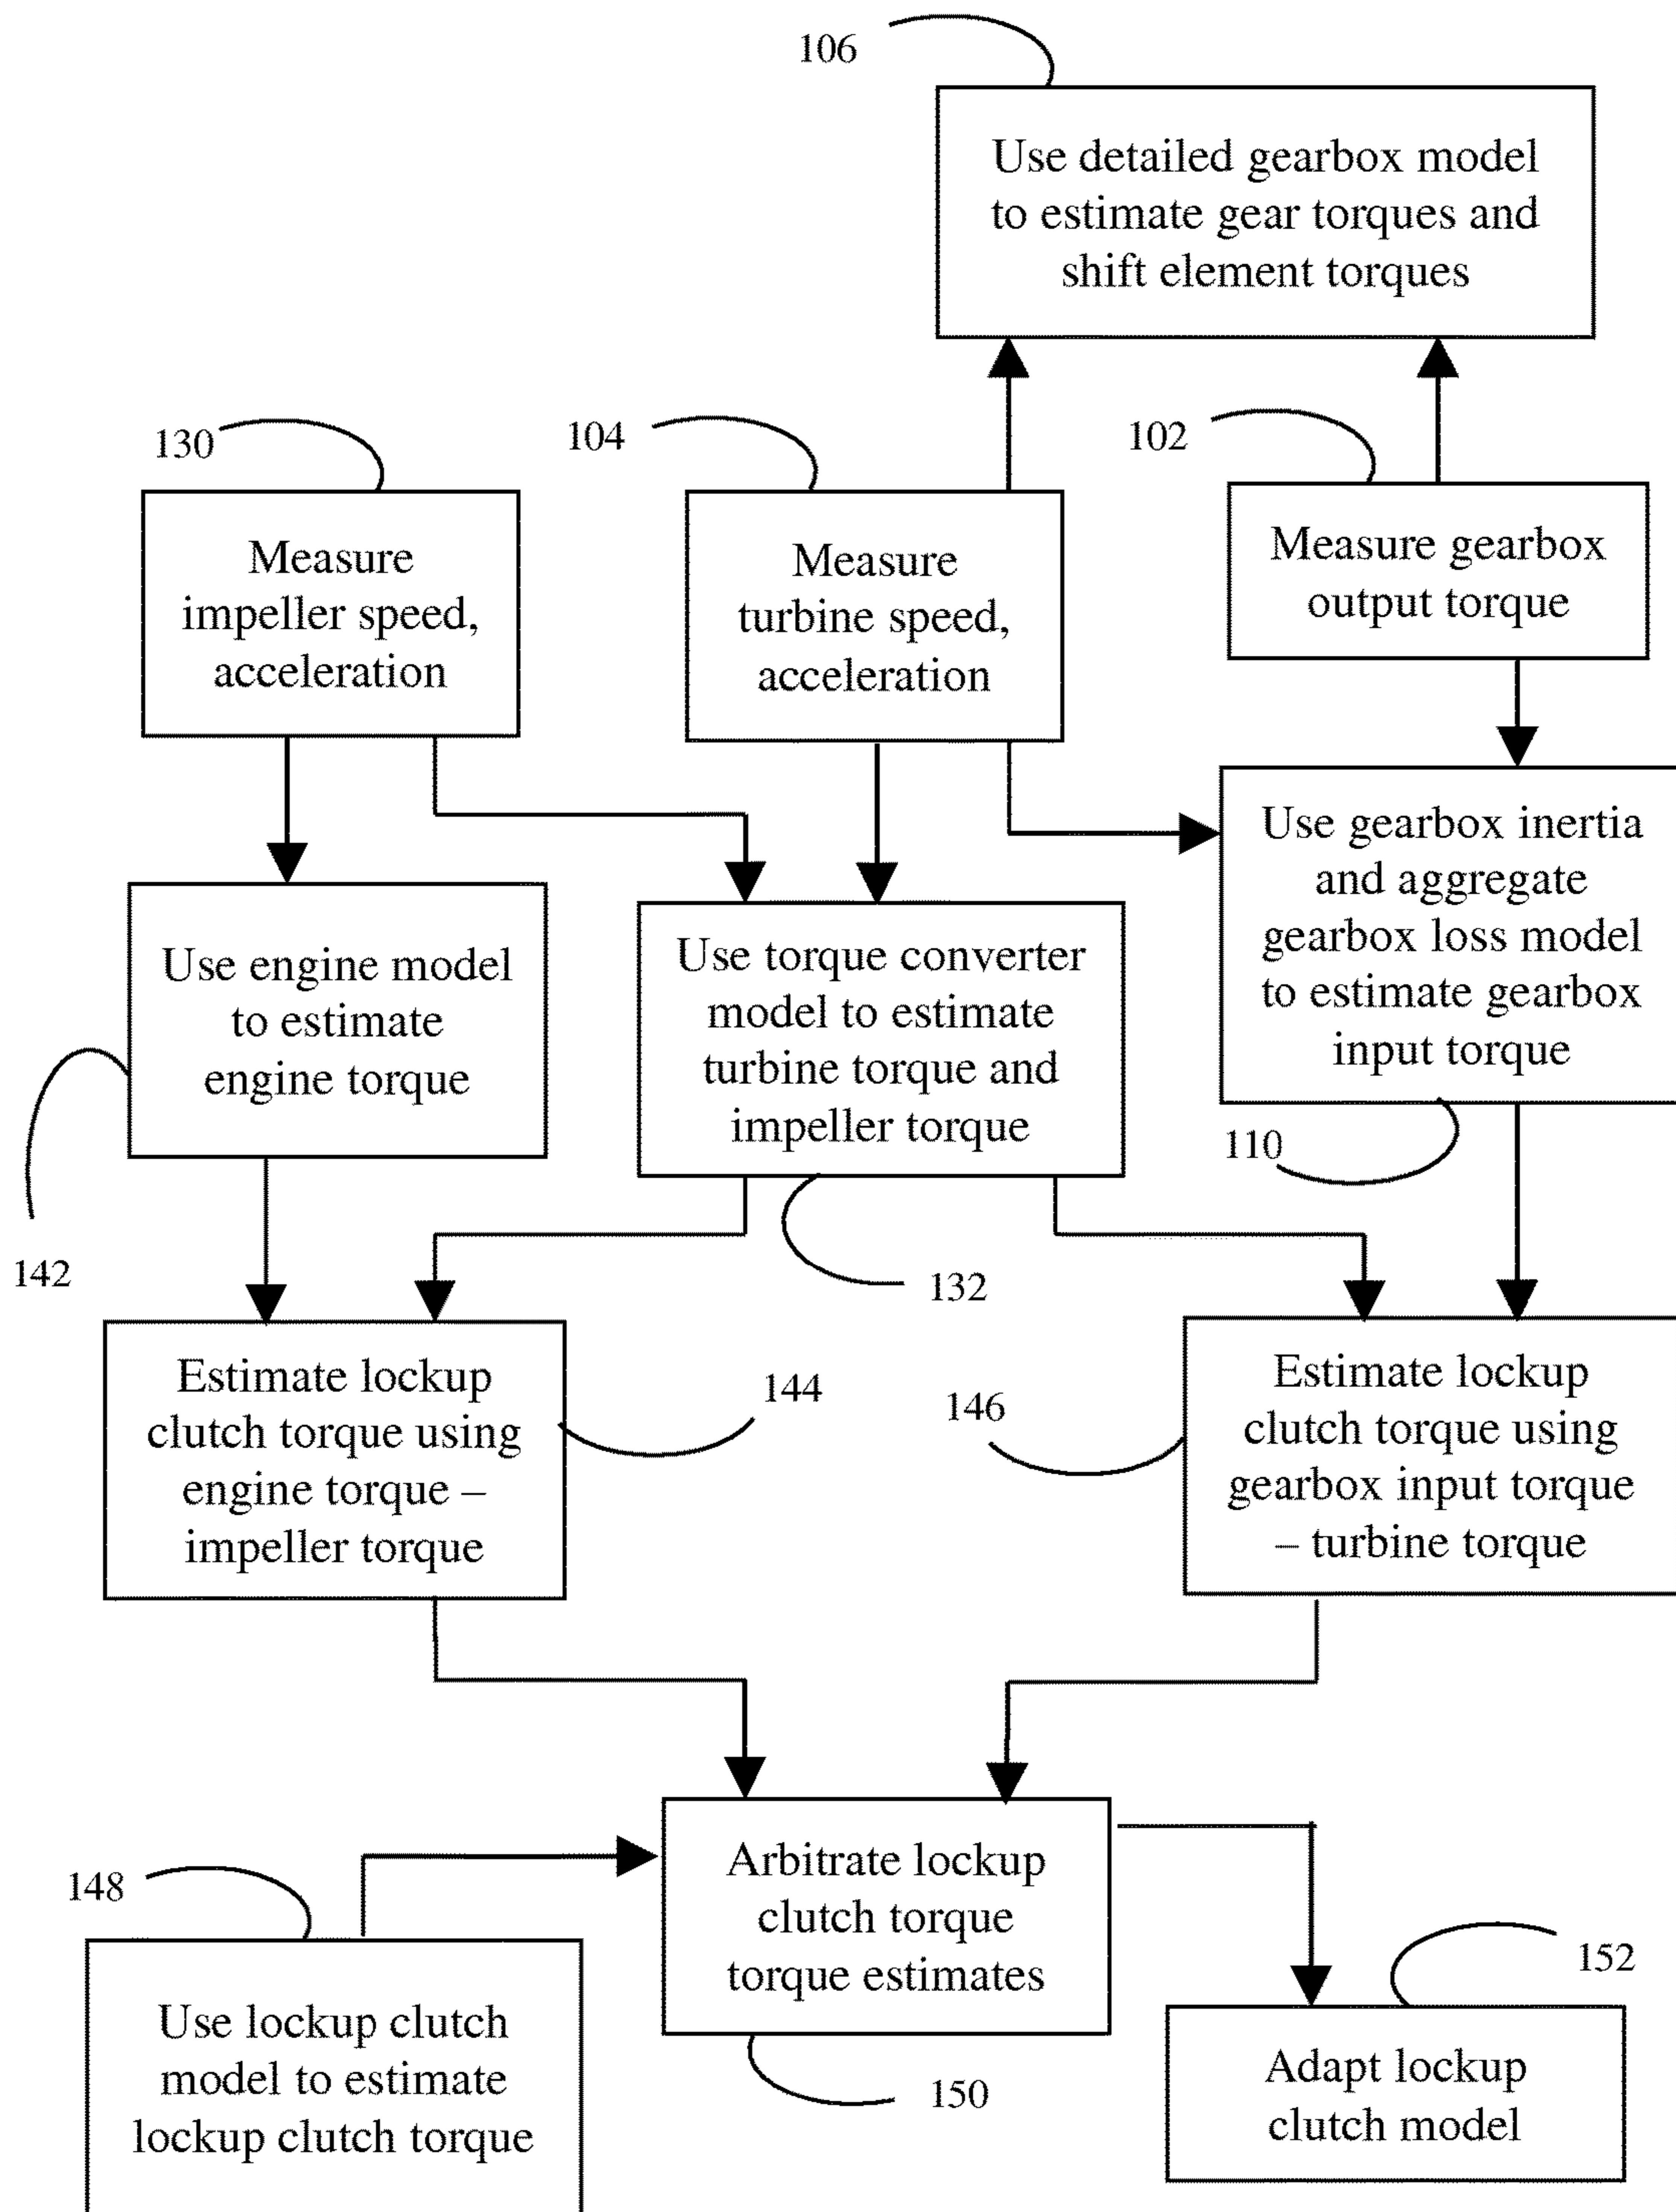 106
Use detailed gearbox model
to estimate gear torques and
shift element torques
130
104
102
Measure
impeller speed,
acceleration
Measure
turbine speed,
acceleration
Measure gearbox
output torque
Use engine model
to estimate
engine torque
Use torque converter
model to estimate
turbine torque and
impeller torque
Use gearbox inertia
and aggregate
gearbox loss model
to estimate gearbox
input torque
110
142
132
Estimate lockup
clutch torque using
engine torque –
impeller torque
144
146
Estimate lockup
clutch torque using
gearbox input torque
– turbine torque
148
Arbitrate lockup
clutch torque
torque estimates
152
Use lockup clutch
model to estimate
lockup clutch torque
150
Adapt lockup
clutch model